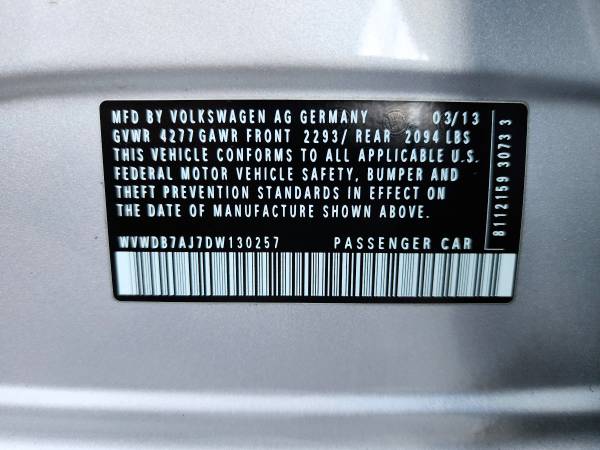 MFD BY VOLKSWAGEN AG GERMANY 03/13
GVWR 4277 GAWR FRONT 2293/ REAR 2094 LBS
THIS VEHICLE CONFORMS TO ALL APPLICABLE U.S.
FEDERAL MOTOR VEHICLE SAFETY, BUMPER AND
THEFT PREVENTION STANDARDS IN EFFECT ON
THE DATE OF MANUFACTURE SHOWN ABOVE.
WVWDB7AJ7DW130257 PASSENGER CAR
8112159 3073 3